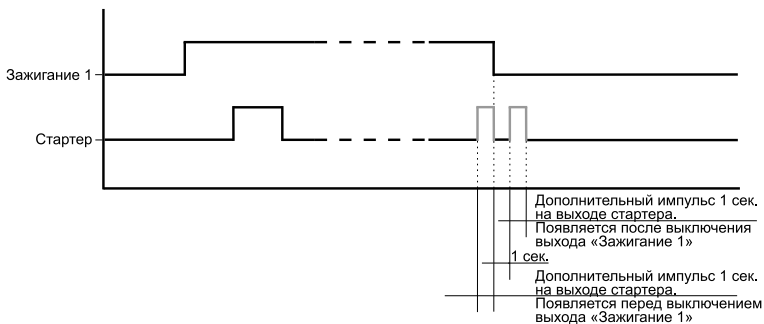 Зажигание 1
Стартер
Дополнительный импульс 1 сек.
на выходе стартера.
Появляется после выключения
выхода «Зажигание 1»
1 сек.
Дополнительный импульс 1 сек.
на выходе стартера.
Появляется перед выключением
выхода «Зажигание 1»